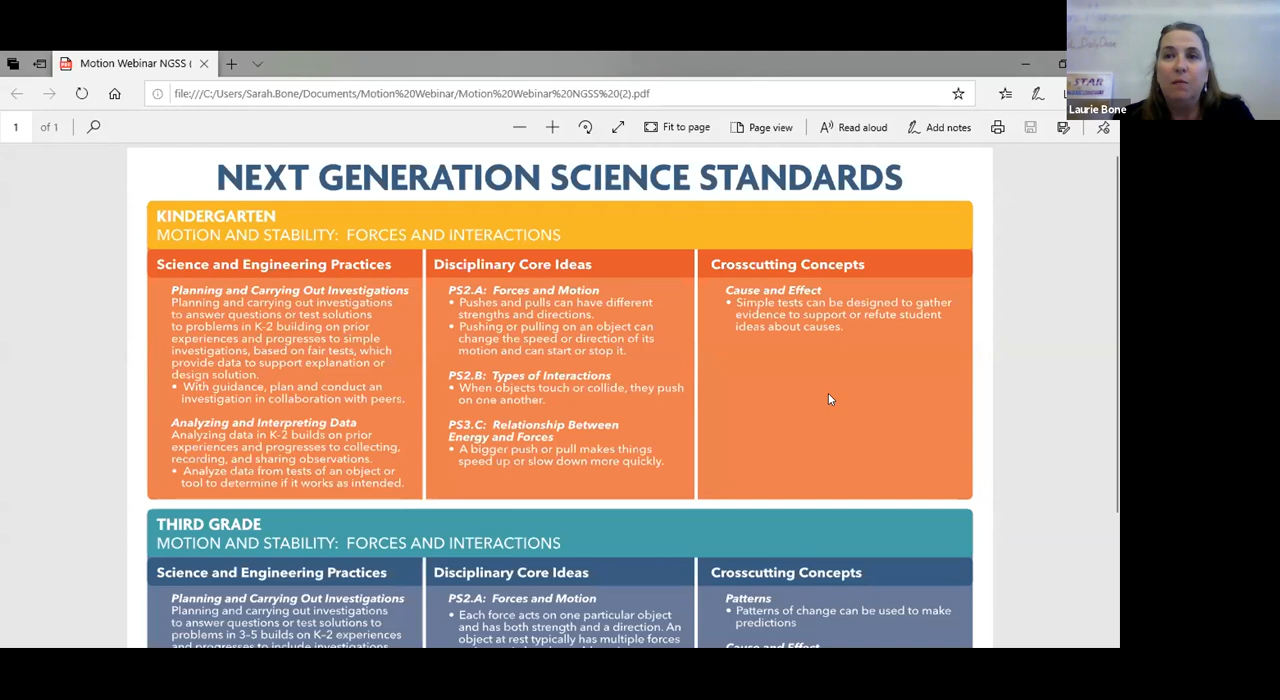 Motion Webinar NGSS (
file:///C:/Users/Sarah.Bone/Documents/Motion%20Webinar/Motion%20Webinar%20NGSS%20(2).pdf
1 of 1
Fit to page
Page view
Read aloud
Add notes
STAR
Laurie Bone
NEXT GENERATION SCIENCE STANDARDS
KINDERGARTEN
MOTION AND STABILITY: FORCES AND INTERACTIONS
Science and Engineering Practices
Planning and Carrying Out Investigations
Planning and carrying out investigations
to answer questions or test solutions
to problems in K–2 building on prior
experiences and progresses to simple
investigations, based on fair tests, which
provide data to support explanation or
design solution.
• With guidance, plan and conduct an
investigation in collaboration with peers.
Analyzing and Interpreting Data
Analyzing data in K–2 builds on prior
experiences and progresses to collecting,
recording, and sharing observations.
• Analyze data from tests of an object or
tool to determine if it works as intended.
Disciplinary Core Ideas
PS2.A: Forces and Motion
• Pushes and pulls can have different
strengths and directions.
• Pushing or pulling on an object can
change the speed or direction of its
motion and can start or stop it.
PS2.B: Types of Interactions
• When objects touch or collide, they push
on one another.
PS3.C: Relationship Between
Energy and Forces
• A bigger push or pull makes things
speed up or slow down more quickly.
Crosscutting Concepts
Cause and Effect
• Simple tests can be designed to gather
evidence to support or refute student
ideas about causes.
THIRD GRADE
MOTION AND STABILITY: FORCES AND INTERACTIONS
Science and Engineering Practices
Planning and Carrying Out Investigations
Planning and carrying out investigations
to answer questions or test solutions to
problems in 3–5 builds on K–2 experiences
and progresses to include investigations
Disciplinary Core Ideas
PS2.A: Forces and Motion
• Each force acts on one particular object
and has both strength and a direction. An
object at rest typically has multiple forces
Crosscutting Concepts
Patterns
• Patterns of change can be used to make
predictions
Cause and Effect